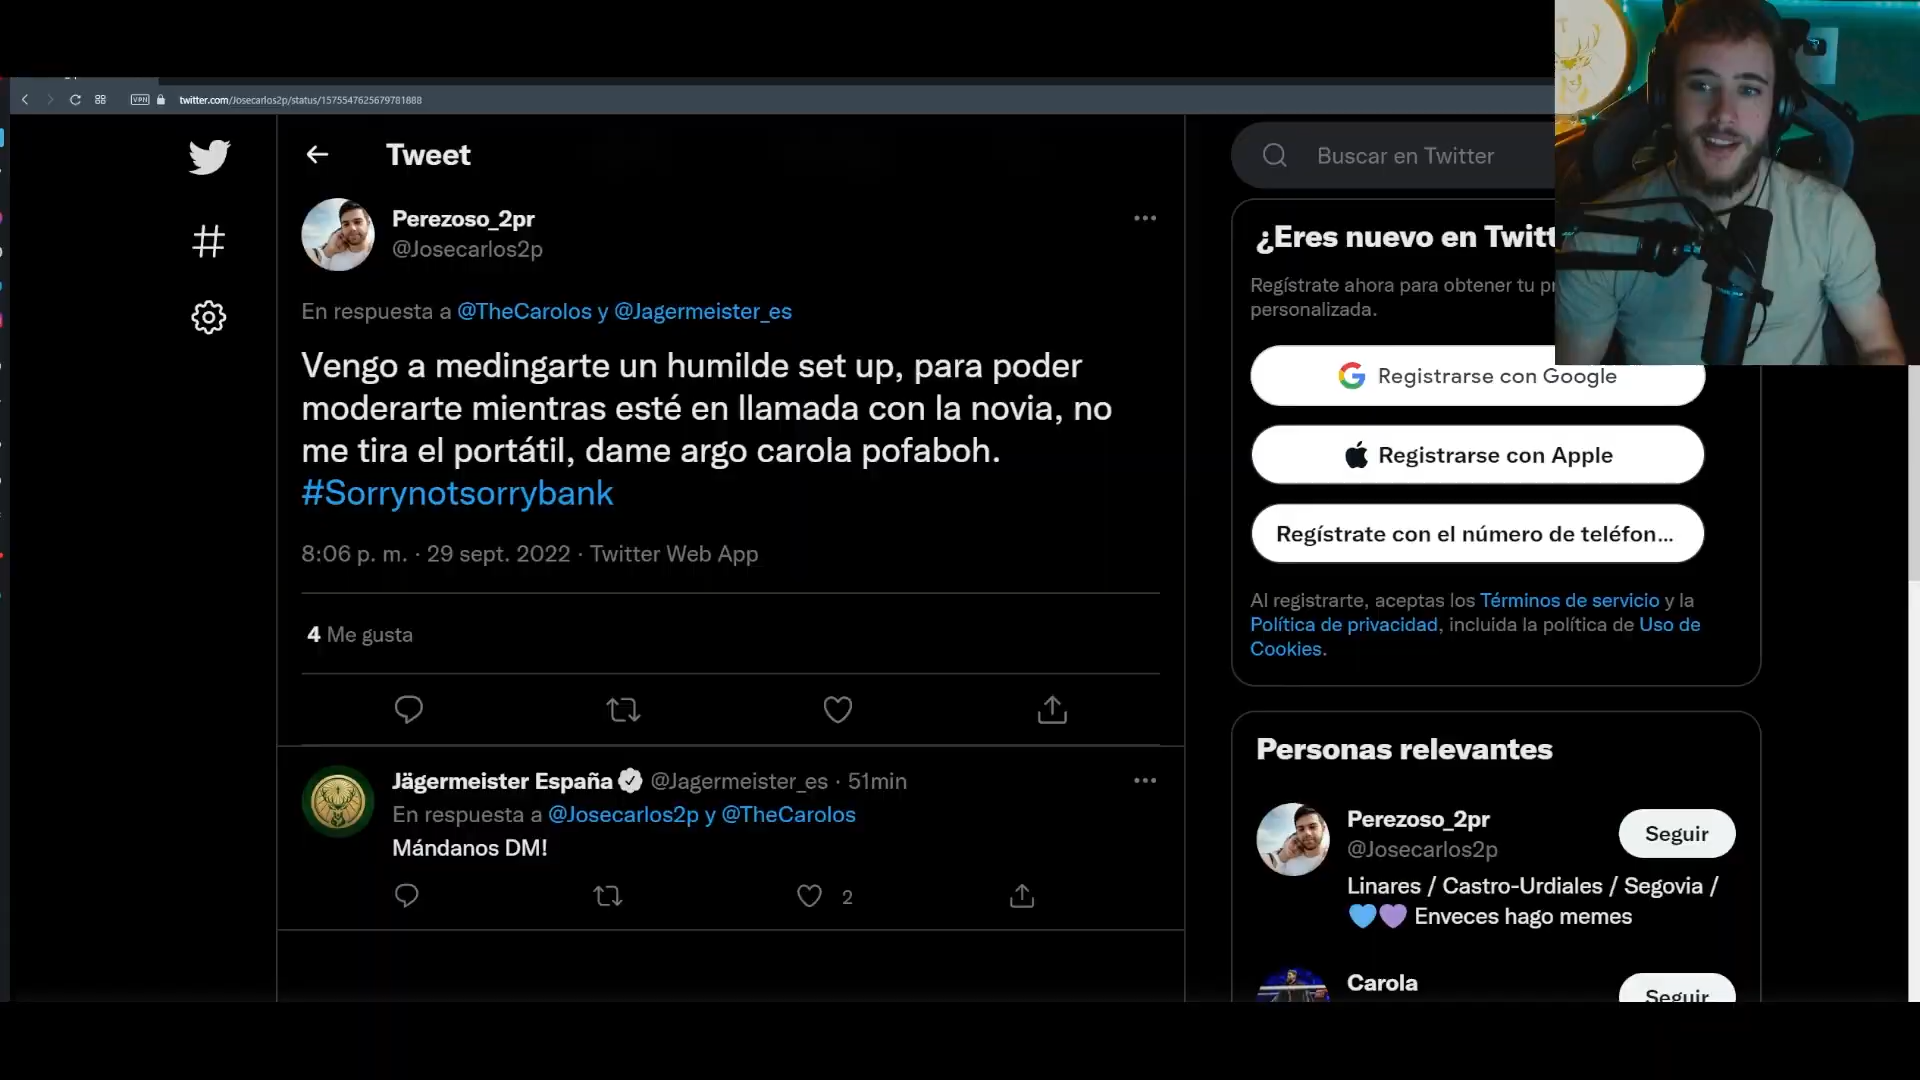 VPN twitter.com/Josecarlos2p/status/1575547625679781888
Tweet
Buscar en Twitter
Perezoso_2pr
@Josecarlos2p
En respuesta a @TheCarolos y @Jagermeister_es
Vengo a medingarte un humilde set up, para poder
moderarte mientras esté en llamada con la novia, no
me tira el portátil, dame argo carola pofaboh.
#Sorrynotsorrybank
8:06 p. m. · 29 sept. 2022 · Twitter Web App
4 Me gusta
Jägermeister España @Jagermeister_es · 51min
En respuesta a @Josecarlos2p y @TheCarolos
Mándanos DM!
2
¿Eres nuevo en Twitt
Regístrate ahora para obtener tu pr
personalizada.
Registrarse con Google
Registrarse con Apple
Regístrate con el número de teléfon...
Al registrarte, aceptas los Términos de servicio y la
Política de privacidad, incluida la política de Uso de
Cookies.
Personas relevantes
Perezoso_2pr
@Josecarlos2p
Seguir
Linares / Castro-Urdiales / Segovia /
Enveces hago memes
Carola
Seguir